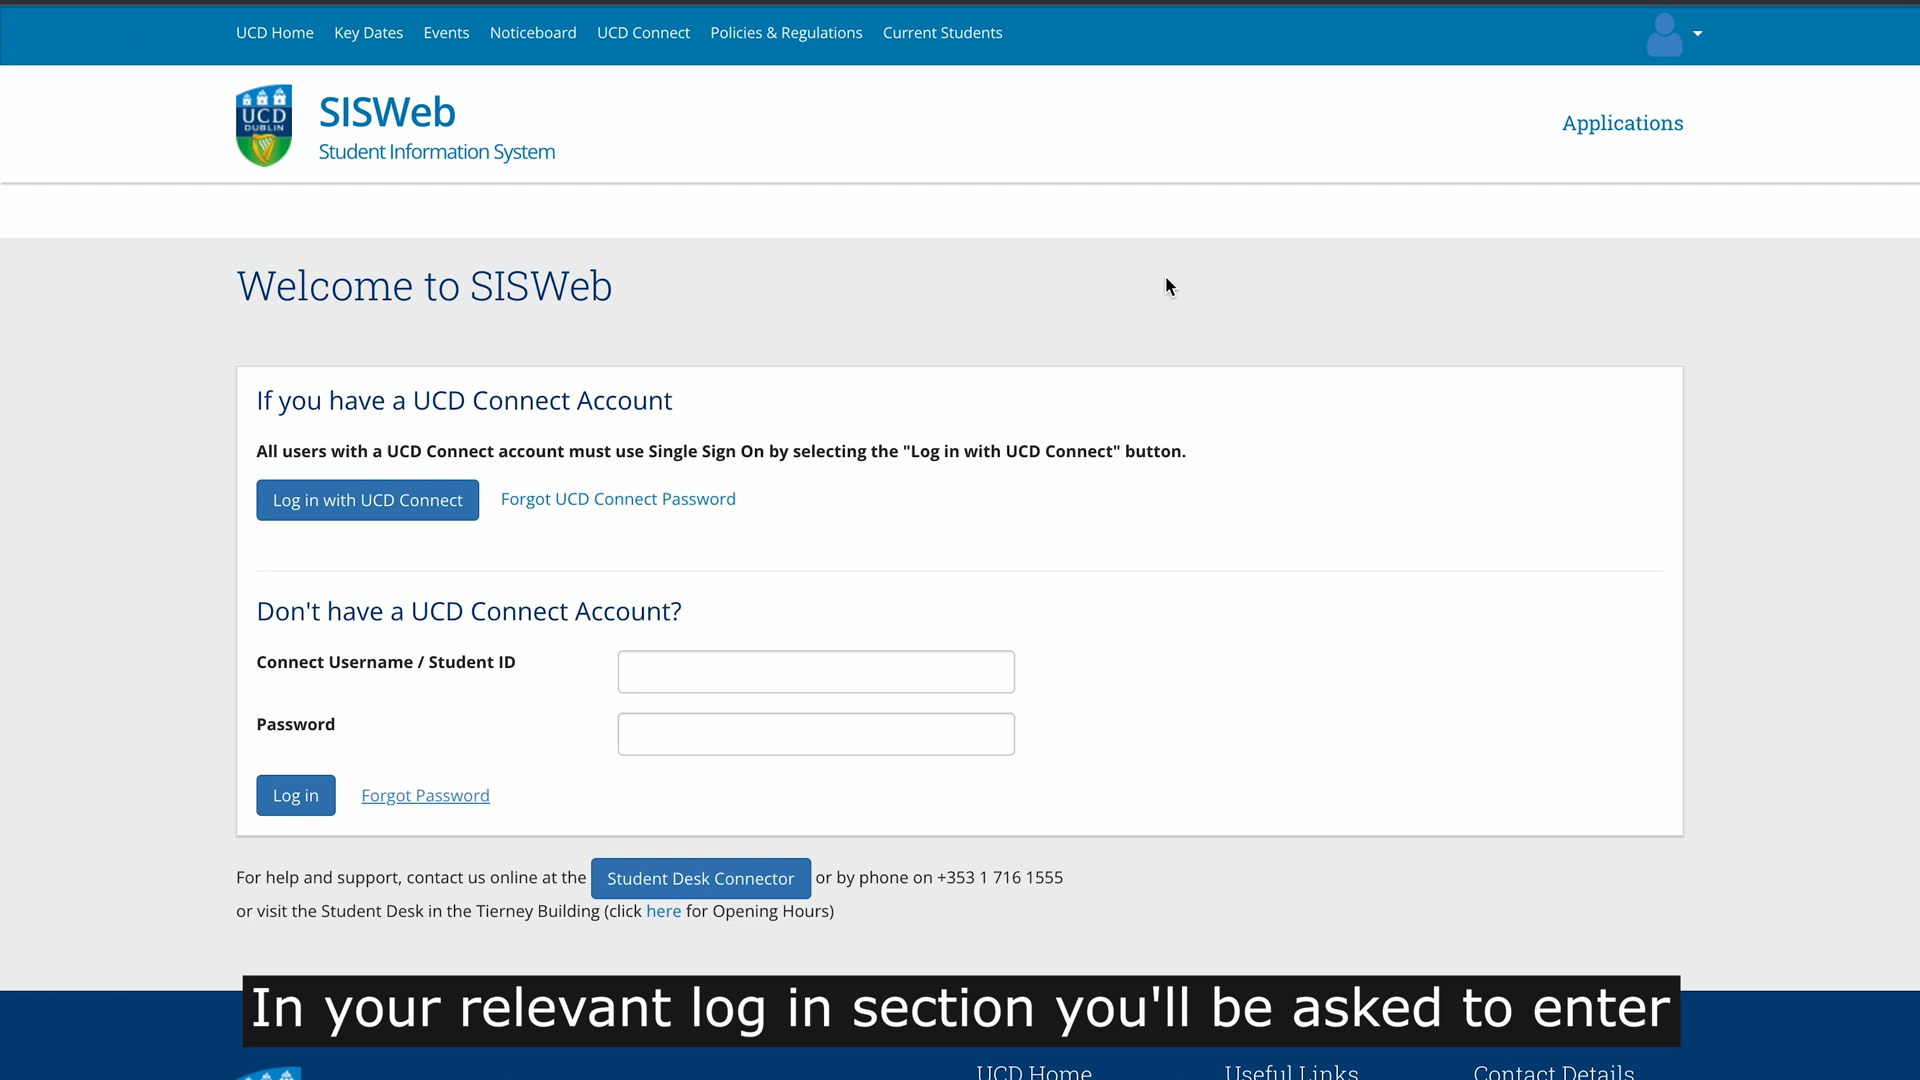 UCD Home Key Dates Events Noticeboard UCD Connect Policies & Regulations Current Students
UCD
DUBLIN
SISWeb
Student Information System
Applications
Welcome to SISWeb
If you have a UCD Connect Account
All users with a UCD Connect account must use Single Sign On by selecting the "Log in with UCD Connect" button.
Log in with UCD Connect Forgot UCD Connect Password
Don't have a UCD Connect Account?
Connect Username / Student ID
Password
Log in Forgot Password
For help and support, contact us online at the Student Desk Connector or by phone on +353 1 716 1555
or visit the Student Desk in the Tierney Building (click here for Opening Hours)
In your relevant log in section you'll be asked to enter
UCD Home Useful Links Contact Details